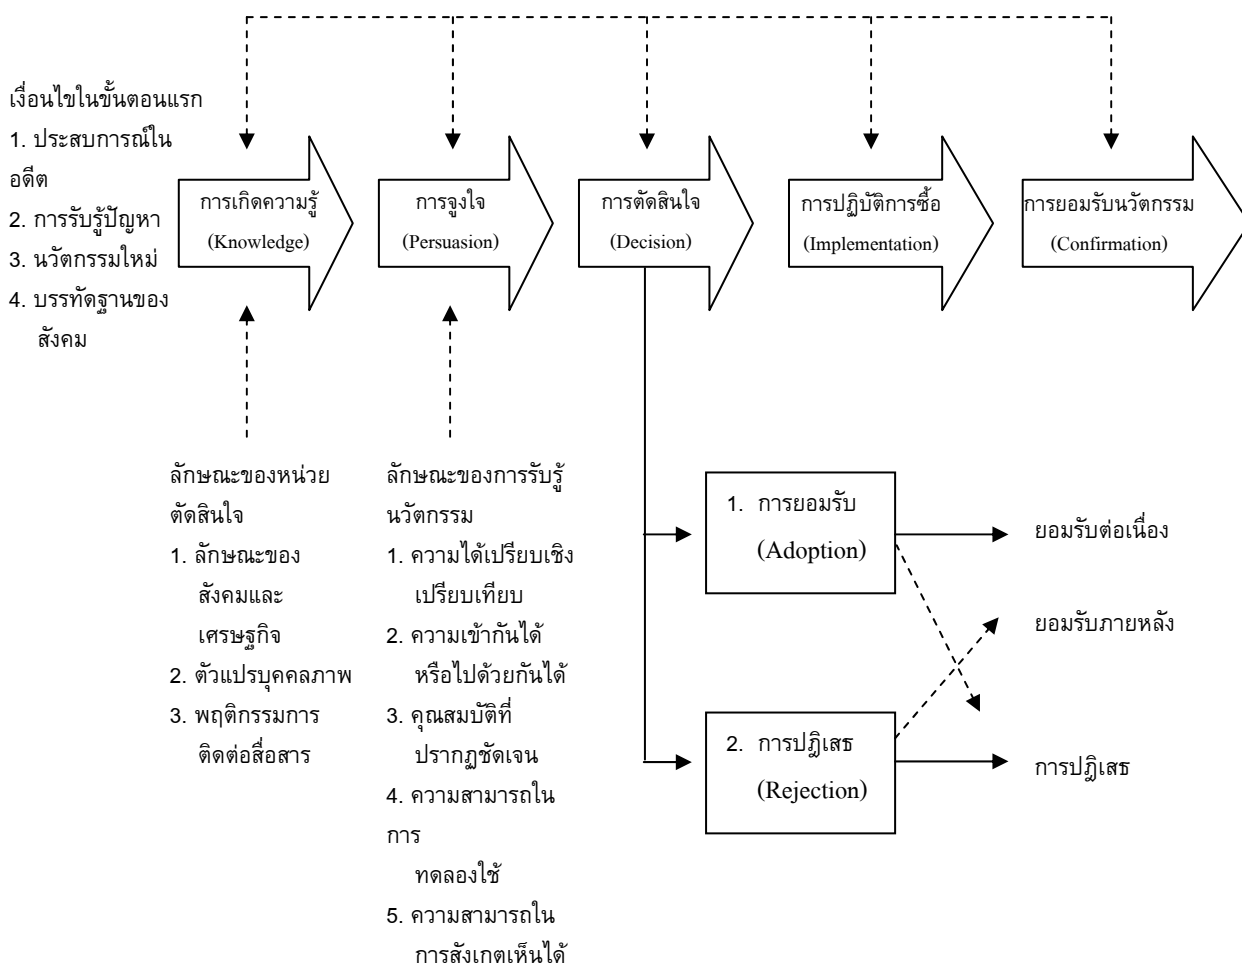 เงื่อนไขในขั้นตอนแรก
1. ประสบการณ์ใน
อดีต
2. การรับรู้ปัญหา
3. นวัตกรรมใหม่
4. บรรทัดฐานของ
สังคม
การเกิดความรู้
(Knowledge)
การจูงใจ
(Persuasion)
การตัดสินใจ
(Decision)
การปฏิบัติการซื้อ
(Implementation)
การยอมรับนวัตกรรม
(Confirmation)
ลักษณะของหน่วย
ตัดสินใจ
1. ลักษณะของ
สังคมและ
เศรษฐกิจ
2. ตัวแปรบุคคลภาพ
3. พฤติกรรมการ
ติดต่อสื่อสาร
ลักษณะของการรับรู้
นวัตกรรม
1. ความได้เปรียบเชิง
เปรียบเทียบ
2. ความเข้ากันได้
หรือไปด้วยกันได้
3. คุณสมบัติที่
ปรากฏชัดเจน
4. ความสามารถใน
การ
ทดลองใช้
5. ความสามารถใน
การสังเกตเห็นได้
1. การยอมรับ
(Adoption)
2. การปฎิเสธ
(Rejection)
ยอมรับต่อเนื่อง
ยอมรับภายหลัง
การปฎิเสธ